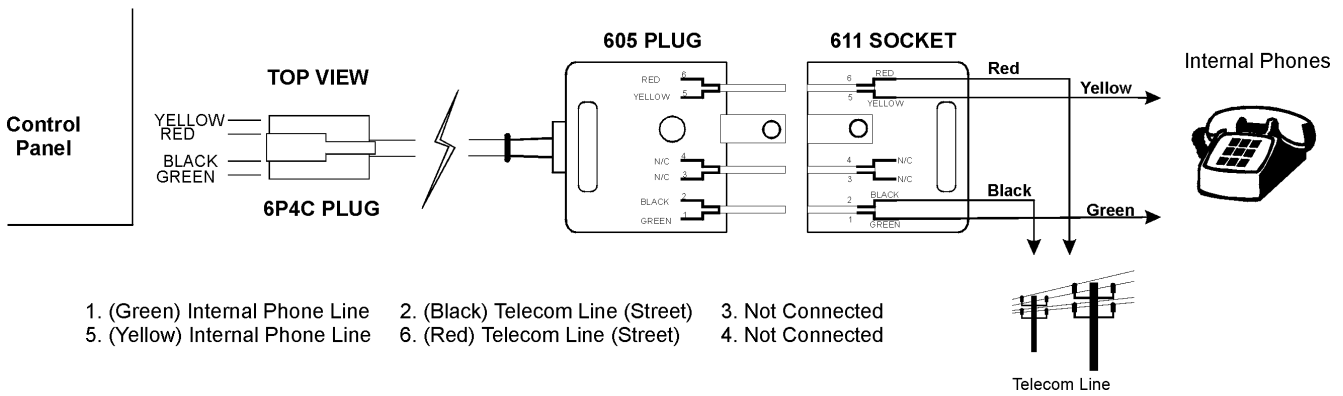 605 PLUG
611 SOCKET
Internal Phones
TOP VIEW
Control
Panel
YELLOW
RED
BLACK
GREEN
6P4C PLUG
RED
6
YELLOW
5
N/C
4
N/C
3
BLACK
2
GREEN
1
6
RED
5
YELLOW
4
N/C
3
N/C
2
BLACK
1
GREEN
Red
Yellow
Black
Green
1. (Green) Internal Phone Line 2. (Black) Telecom Line (Street) 3. Not Connected
5. (Yellow) Internal Phone Line 6. (Red) Telecom Line (Street) 4. Not Connected
Telecom Line